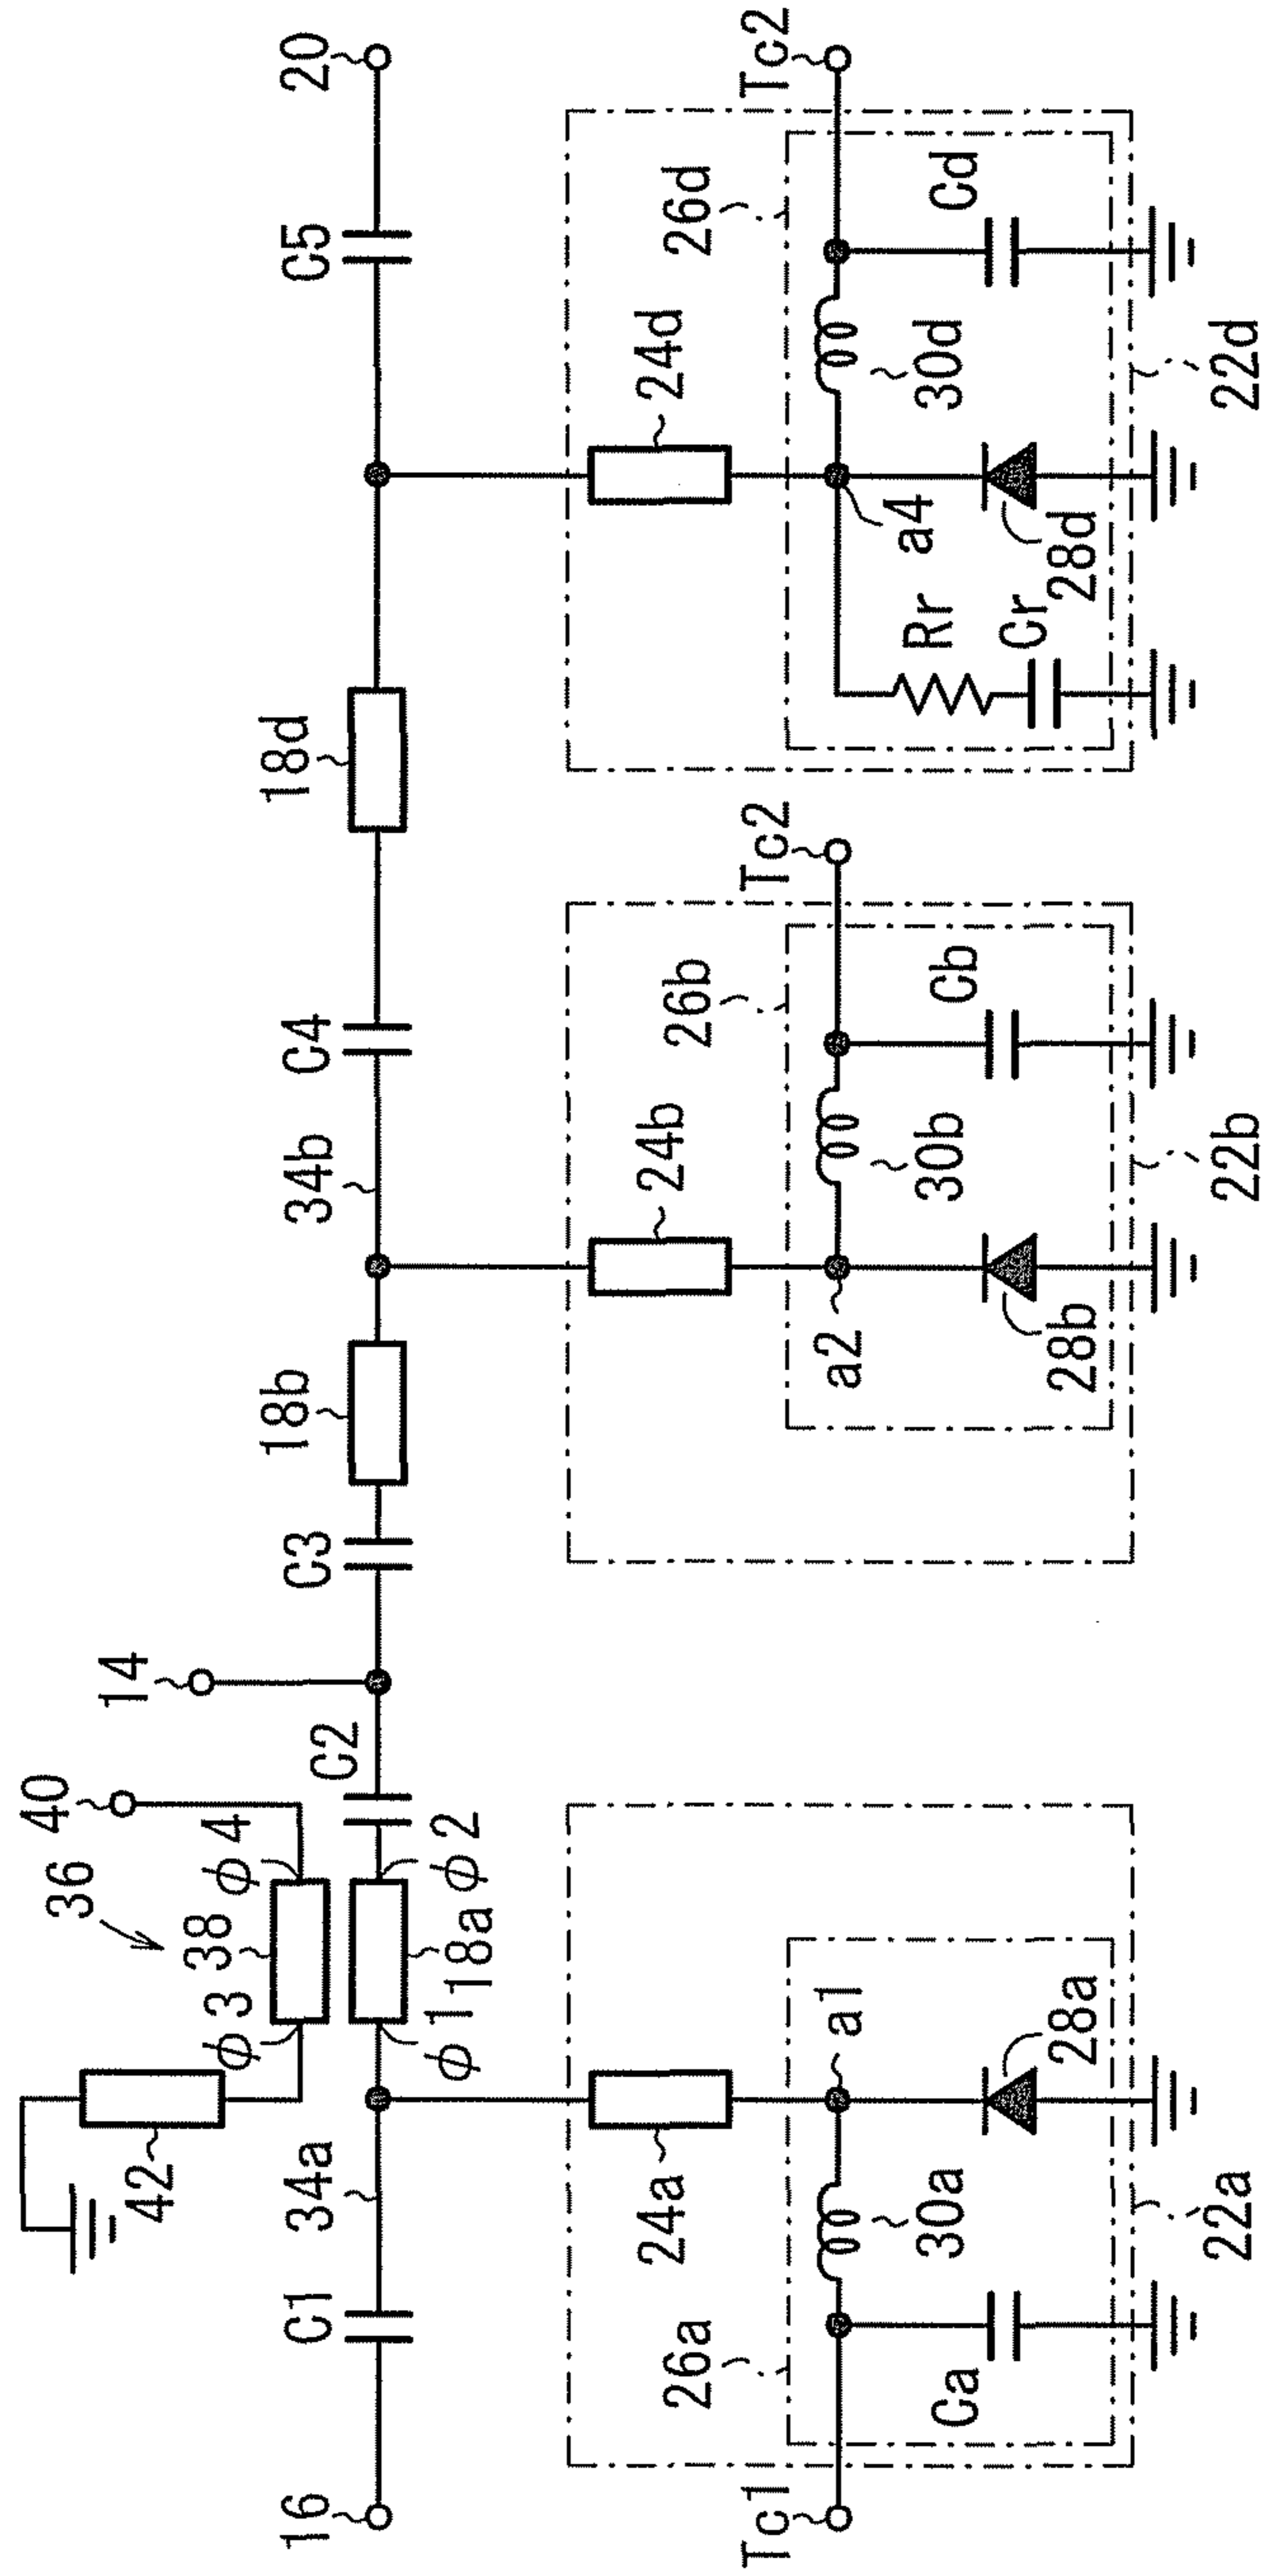 40
36
14
42
38
φ3
φ4
18b
18d
16
C1
34a
C2
C3
34b
C4
C5
20
φ1
18a
φ2
24a
24b
24d
26a
26b
26d
Tc1
Tc2
Tc2
a1
a2
a4
Rr
30a
30b
30d
Ca
Cb
Cd
Cr
28a
28b
28d
22a
22b
22d